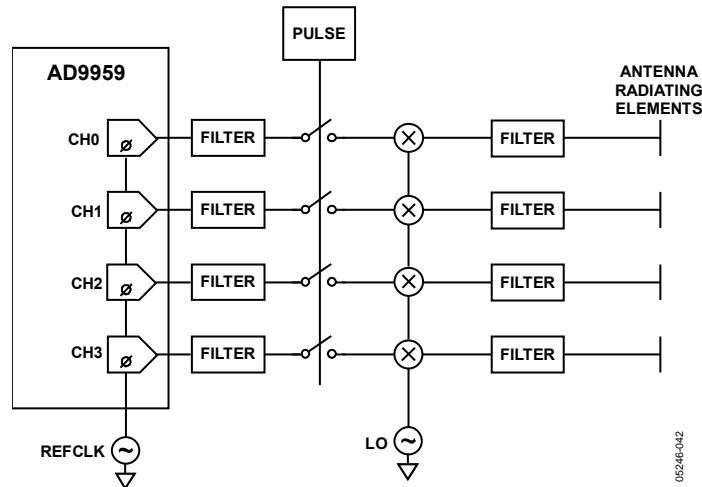 PULSE
AD9959
ANTENNA
RADIATING
ELEMENTS
CH0
ø
FILTER
FILTER
CH1
ø
FILTER
FILTER
CH2
ø
FILTER
FILTER
CH3
ø
FILTER
FILTER
REFCLK
~
LO
~
05246-042